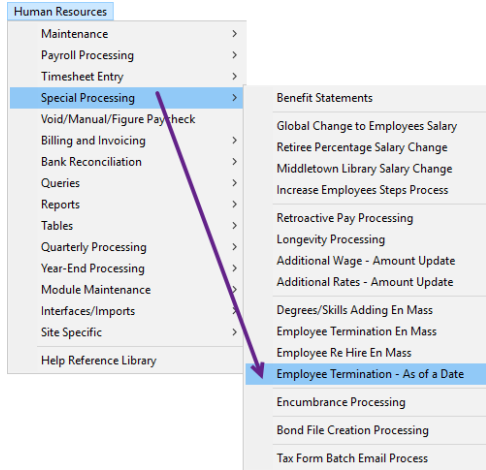 Human Resources
Maintenance
Payroll Processing
Timesheet Entry
Special Processing
Void/Manual/Figure Paycheck
Billing and Invoicing
Bank Reconciliation
Queries
Reports
Tables
Quarterly Processing
Year-End Processing
Module Maintenance
Interfaces/Imports
Site Specific
Help Reference Library
Benefit Statements
Global Change to Employees Salary
Retiree Percentage Salary Change
Middletown Library Salary Change
Increase Employees Steps Process
Retroactive Pay Processing
Longevity Processing
Additional Wage - Amount Update
Additional Rates - Amount Update
Degrees/Skills Adding En Mass
Employee Termination En Mass
Employee Re Hire En Mass
Employee Termination - As of a Date
Encumbrance Processing
Bond File Creation Processing
Tax Form Batch Email Process